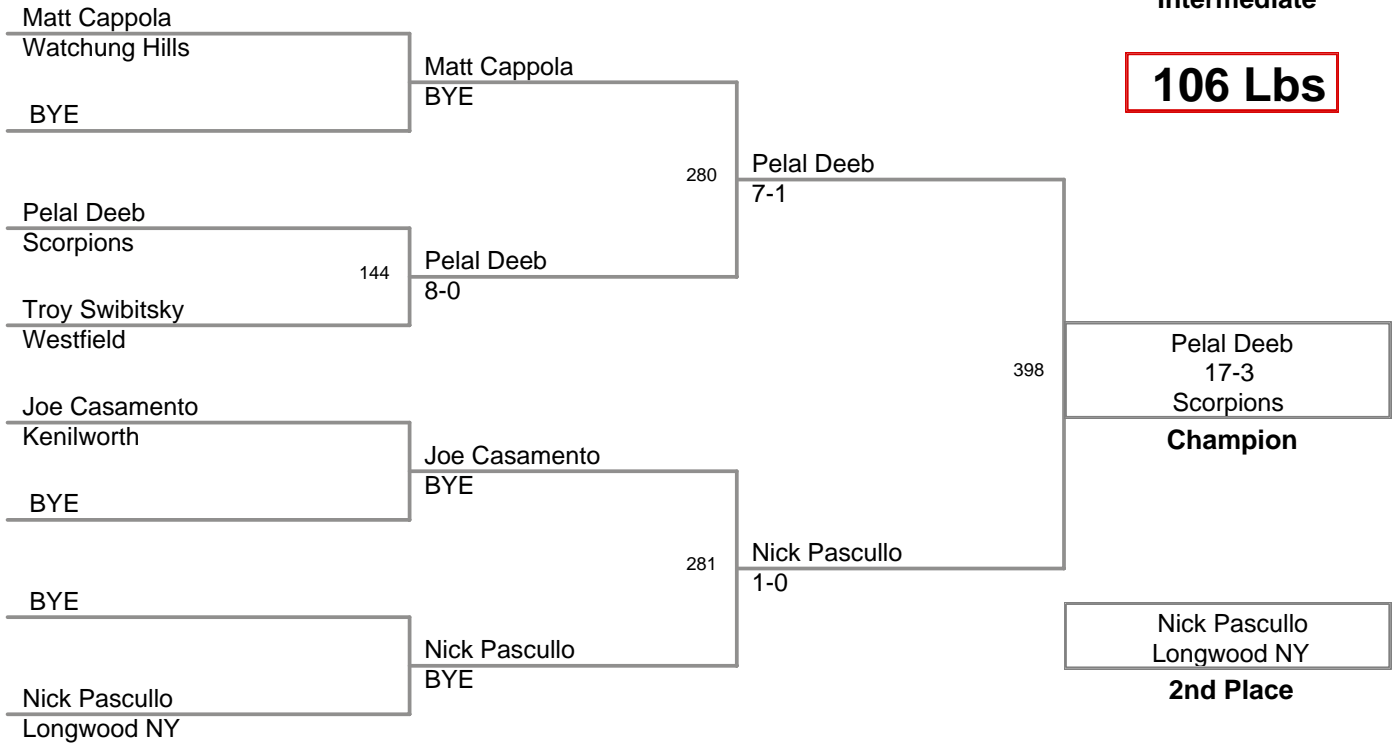 Intermediate
106 Lbs
Matt Cappola
Watchung Hills
BYE
Pelal Deeb
Scorpions
Troy Swibitsky
Westfield
Joe Casamento
Kenilworth
BYE
BYE
Nick Pascullo
Longwood NY
144
Matt Cappola
BYE
Pelal Deeb
8-0
Joe Casamento
BYE
Nick Pascullo
BYE
280
281
Pelal Deeb
7-1
Nick Pascullo
1-0
398
Pelal Deeb
17-3
Scorpions
Champion
Nick Pascullo
Longwood NY
2nd Place